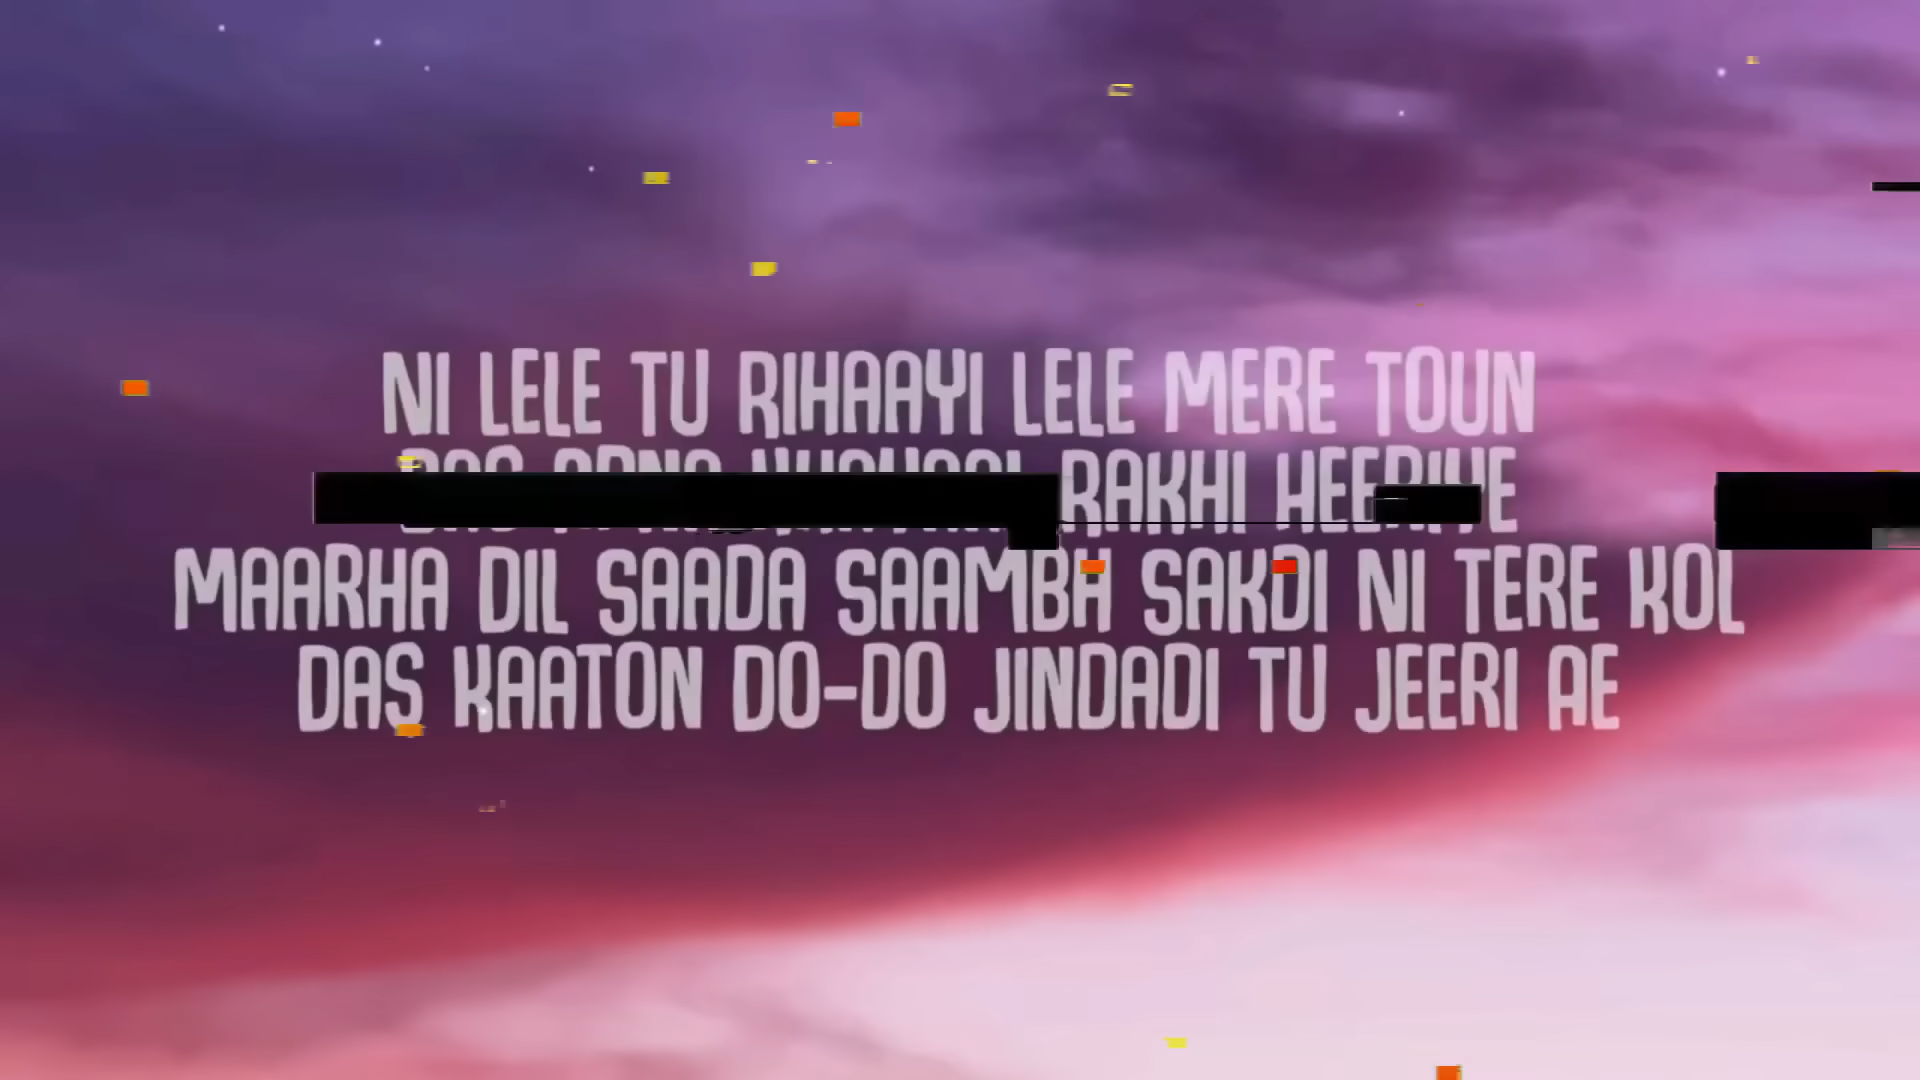 NI LELE TU RIHAAYI LELE MERE TOUN
RAKHI HEERIYE
MAARHA DIL SAADA SAAMBH SAKDI NI TERE KOL
DAS KAATON DO-DO JINDADI TU JEERI AE